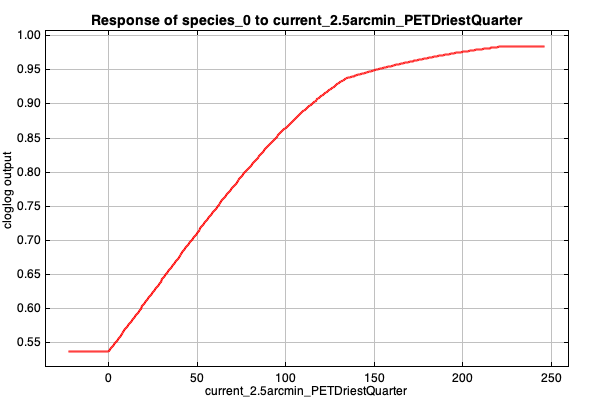 Response of species_0 to current_2.5arcmin_PETDriestQuarter
1.00
0.95
0.90
0.85
0.80
0.75
0.70
0.65
0.60
0.55
cloglog output
0 50 100 150 200 250
current_2.5arcmin_PETDriestQuarter